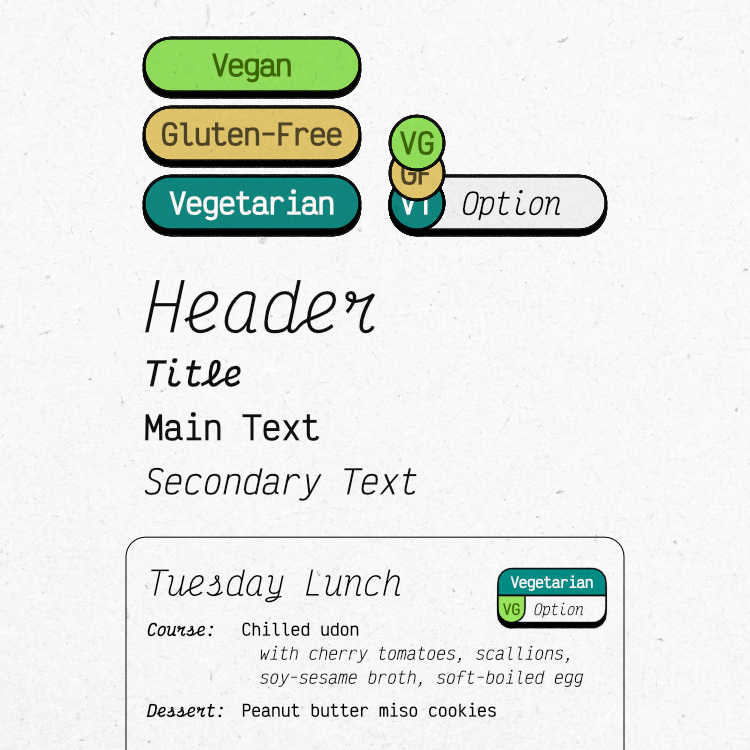 Vegan
Gluten-Free
VG
GF
Vegetarian
VT Option
Header
Title
Main Text
Secondary Text
Tuesday Lunch
Vegetarian
VG Option
Course: Chilled udon
with cherry tomatoes, scallions,
soy-sesame broth, soft-boiled egg
Dessert: Peanut butter miso cookies